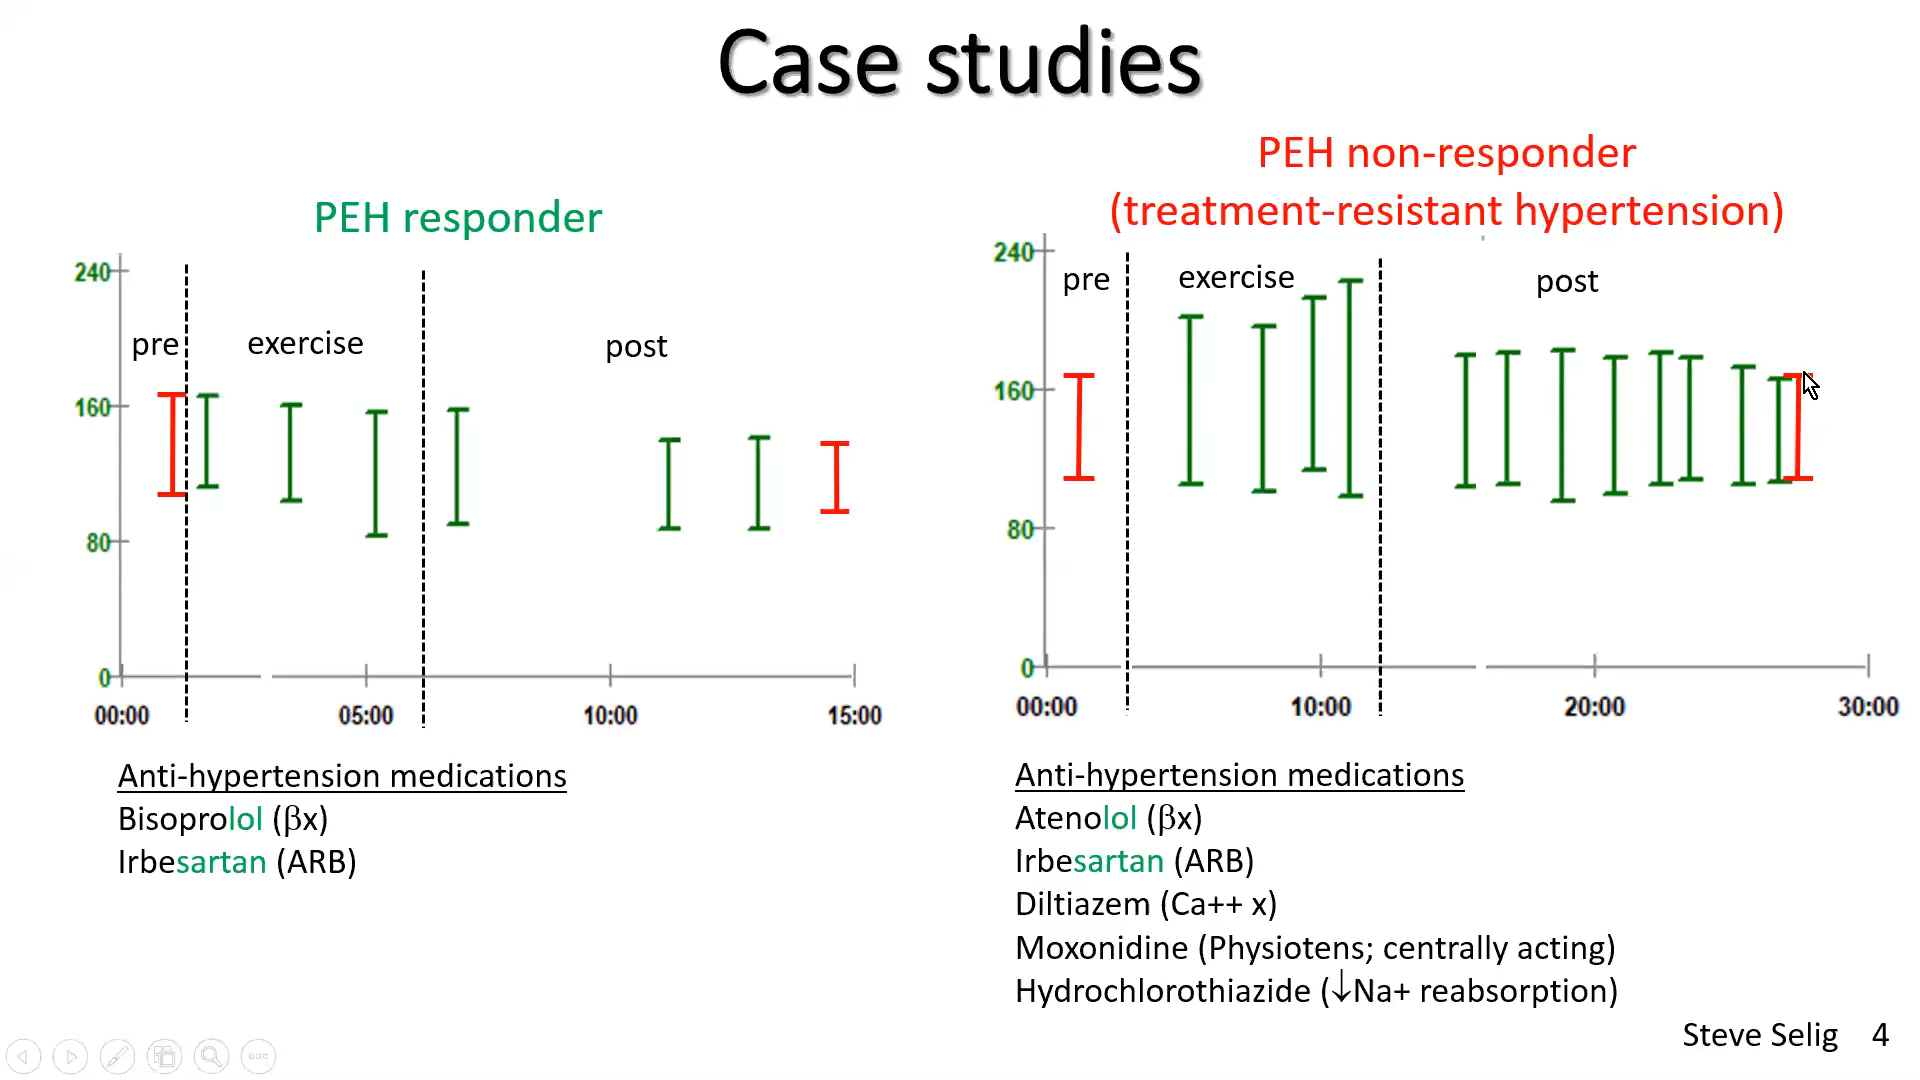 Case studies
PEH responder
240
160
80
0
pre
exercise
post
00:00
05:00
10:00
15:00
Anti-hypertension medications
Bisoprolol (βx)
Irbesartan (ARB)
PEH non-responder
(treatment-resistant hypertension)
240
160
80
0
pre
exercise
post
00:00
10:00
20:00
30:00
Anti-hypertension medications
Atenolol (βx)
Irbesartan (ARB)
Diltiazem (Ca++ x)
Moxonidine (Physiotens; centrally acting)
Hydrochlorothiazide (↓Na+ reabsorption)
Steve Selig 4